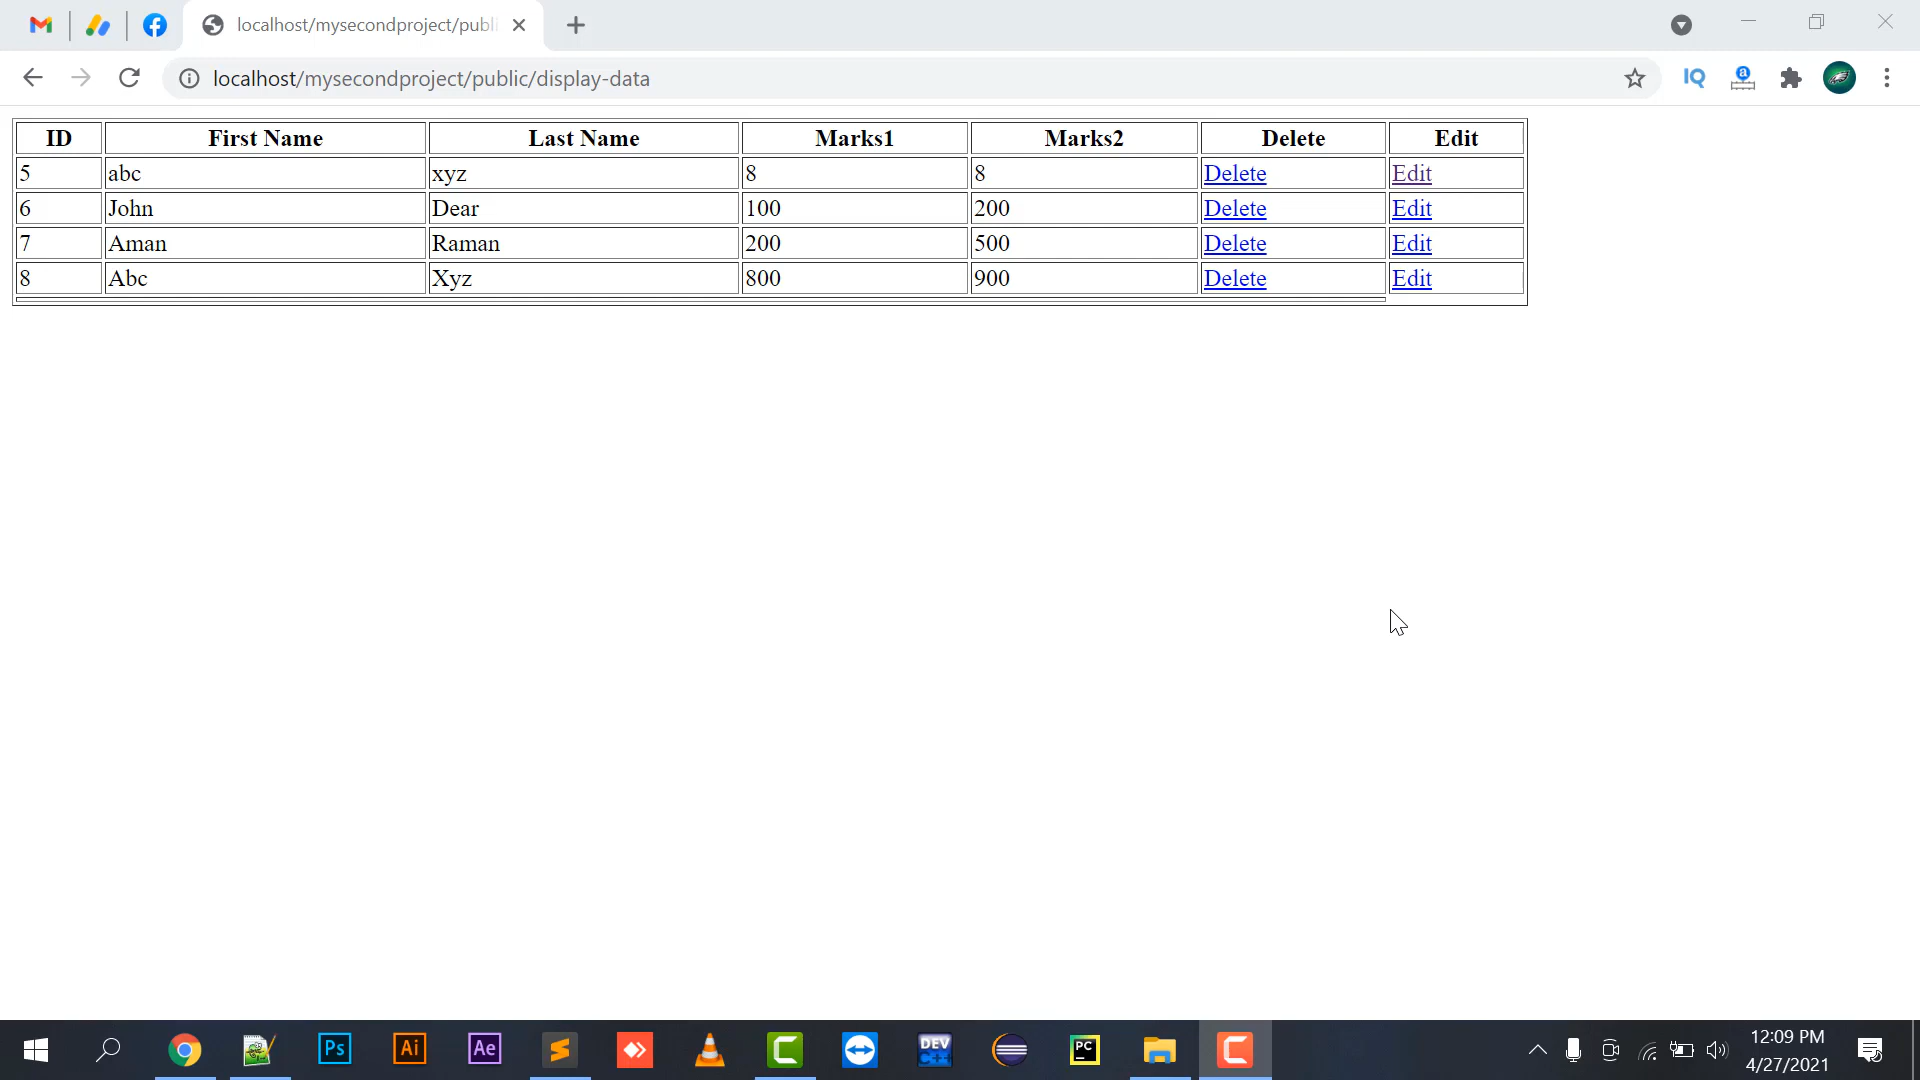 localhost/mysecondproject/publi
localhost/mysecondproject/public/display-data
IQ
a
ID First Name Last Name Marks1 Marks2 Delete Edit
5 abc xyz 8 8 Delete Edit
6 John Dear 100 200 Delete Edit
7 Aman Raman 200 500 Delete Edit
8 Abc Xyz 800 900 Delete Edit
Ps Ai Ae DEV C++ PC
12:09 PM
4/27/2021